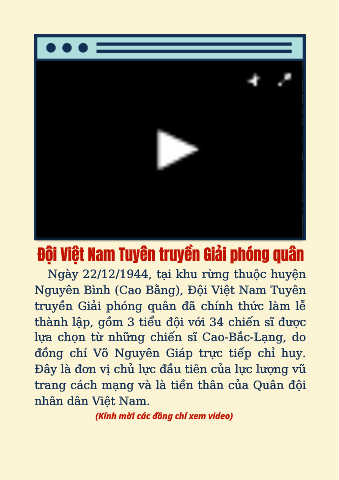 Đội Việt Nam Tuyên truyền Giải phóng quân
Ngày 22/12/1944, tại khu rừng thuộc huyện
Nguyên Bình (Cao Bằng), Đội Việt Nam Tuyên
truyền Giải phóng quân đã chính thức làm lễ
thành lập, gồm 3 tiểu đội với 34 chiến sĩ được
lựa chọn từ những chiến sĩ Cao-Bắc-Lạng, do
đồng chí Võ Nguyên Giáp trực tiếp chỉ huy.
Đây là đơn vị chủ lực đầu tiên của lực lượng vũ
trang cách mạng và là tiền thân của Quân đội
nhân dân Việt Nam.
(Kính mời các đồng chí xem video)